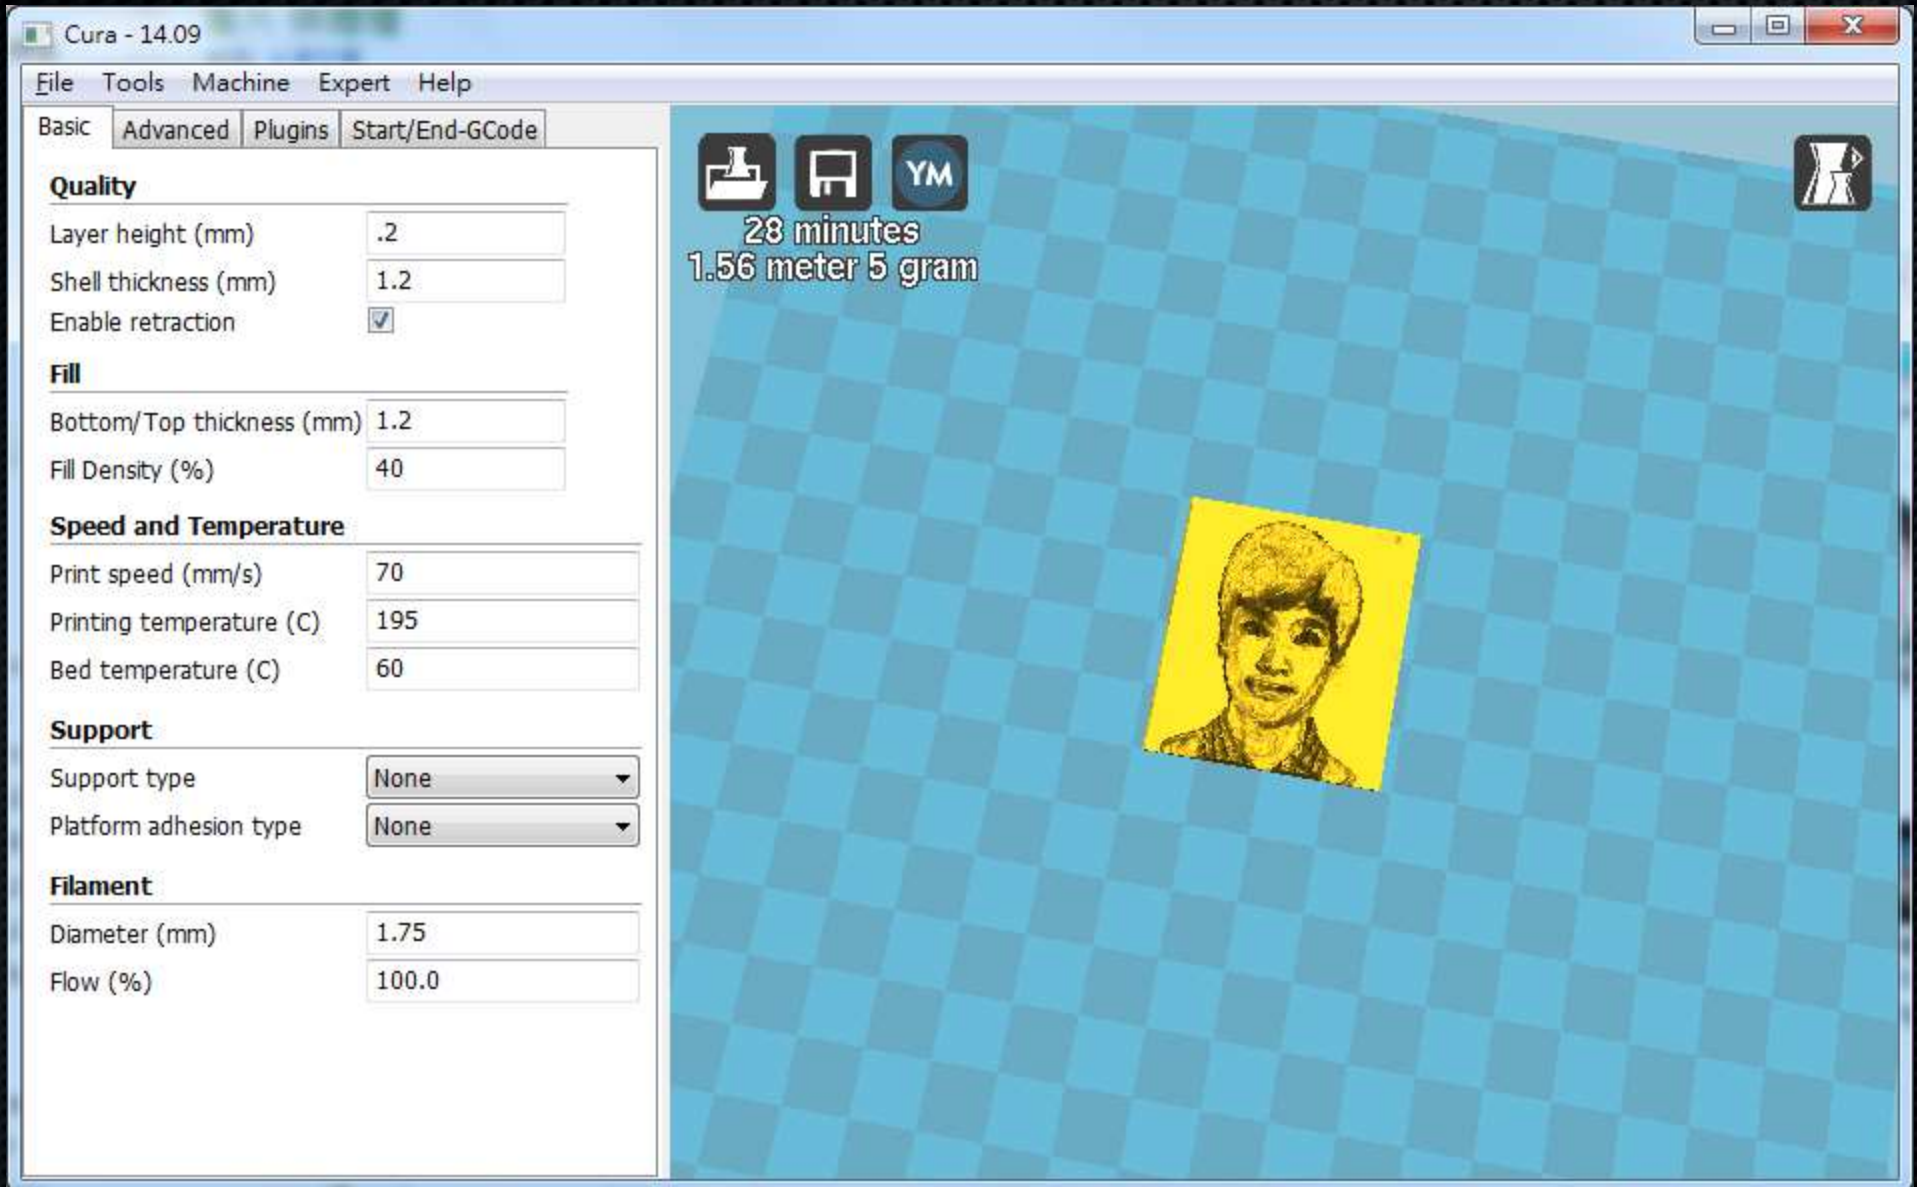 Cura - 14.09
File Tools Machine Expert Help
Basic Advanced Plugins Start/End-GCode
Quality
Layer height (mm) .2
Shell thickness (mm) 1.2
Enable retraction
Fill
Bottom/Top thickness (mm) 1.2
Fill Density (%) 40
Speed and Temperature
Print speed (mm/s) 70
Printing temperature (C) 195
Bed temperature (C) 60
Support
Support type None
Platform adhesion type None
Filament
Diameter (mm) 1.75
Flow (%) 100.0
YM
28 minutes
1.56 meter 5 gram